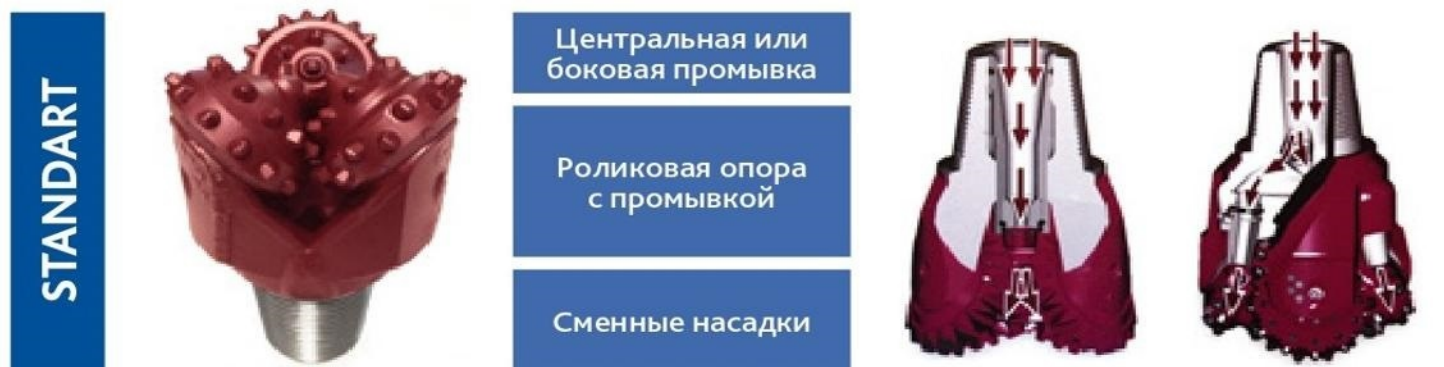 STANDART
Центральная или
боковая промывка
Роликовая опора
с промывкой
Сменные насадки